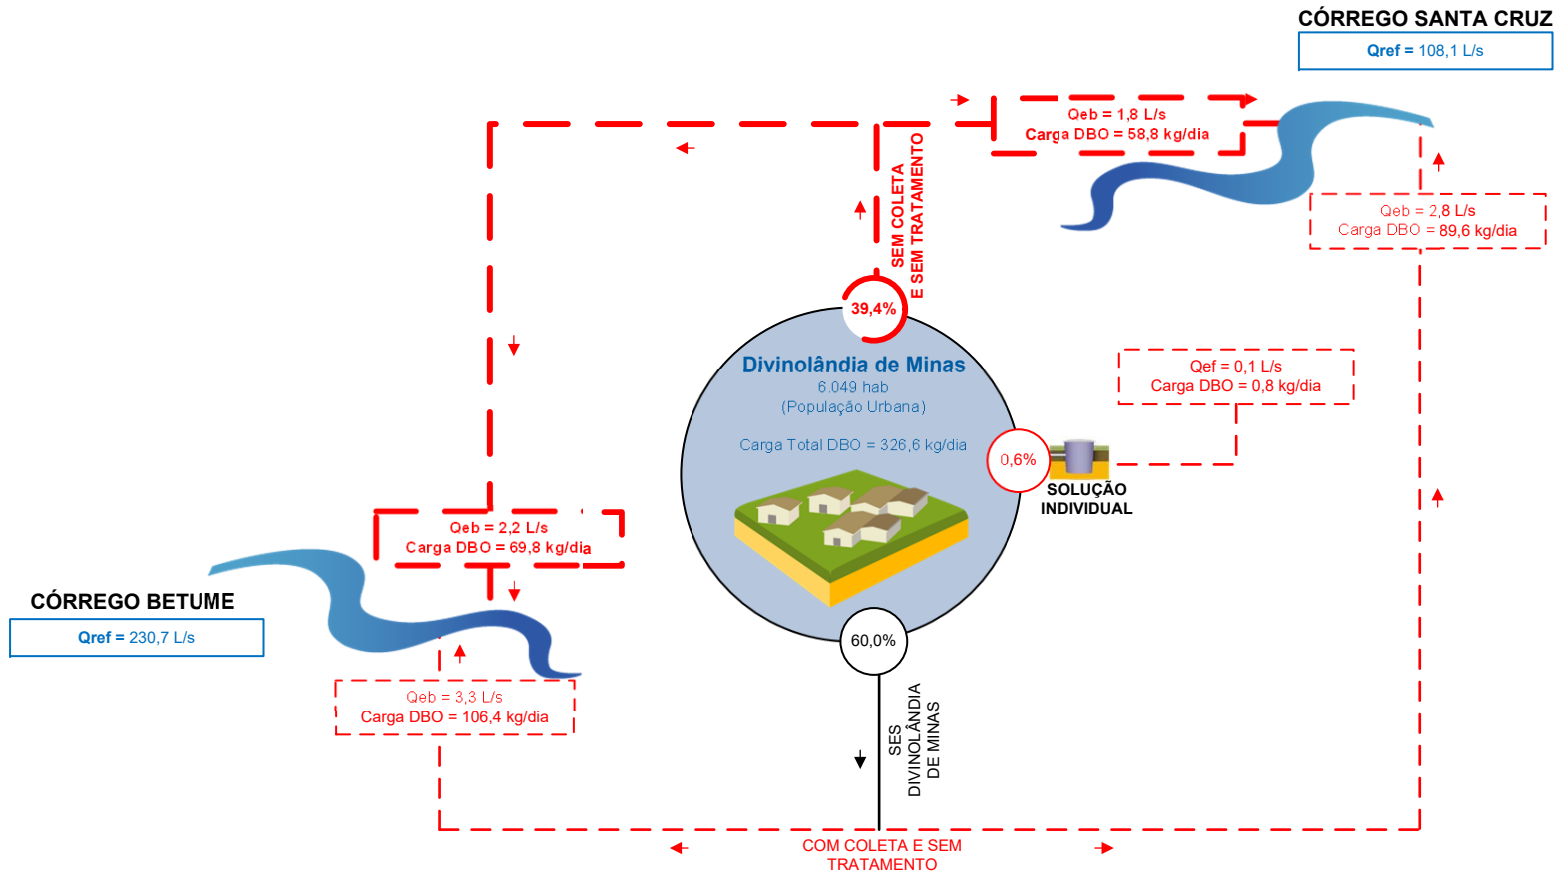 CÓRREGO SANTA CRUZ
Qref = 108,1 L/s
Qeb = 1,8 L/s
Carga DBO = 58,8 kg/dia
SEM COLETA
E SEM TRATAMENTO
Qeb = 2,8 L/s
Carga DBO = 89,6 kg/dia
39,4%
Divinolândia de Minas
6.049 hab
(População Urbana)
Carga Total DBO = 326,6 kg/dia
Qef = 0,1 L/s
Carga DBO = 0,8 kg/dia
0,6%
SOLUÇÃO
INDIVIDUAL
Qeb = 2,2 L/s
Carga DBO = 69,8 kg/dia
CÓRREGO BETUME
Qref = 230,7 L/s
60,0%
Qeb = 3,3 L/s
Carga DBO = 106,4 kg/dia
SES
DIVINOLÂNDIA
DE MINAS
COM COLETA E SEM
TRATAMENTO